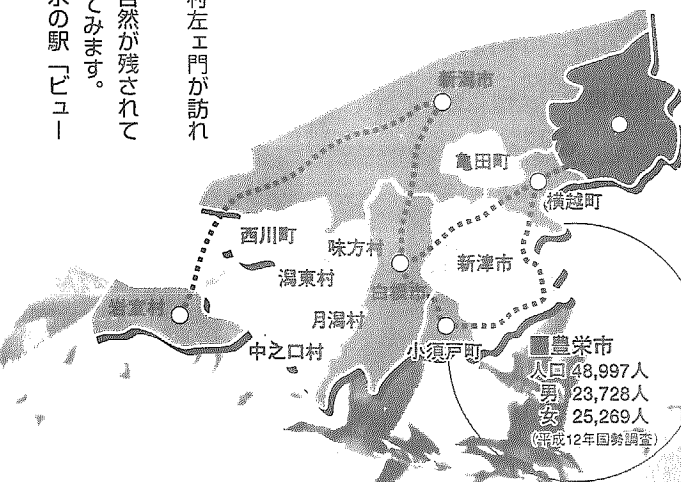 村左ェ門が訪れ
自然が残されて
てみます。
水の駅「ビュー
新潟市
亀田町
横越町
西川町
味方村
新津市
潟東村
白根市
岩室村
月潟村
小須戸町
中之口村
■豊栄市
人口 48,997人
男 23,728人
女 25,269人
(平成12年国勢調査)